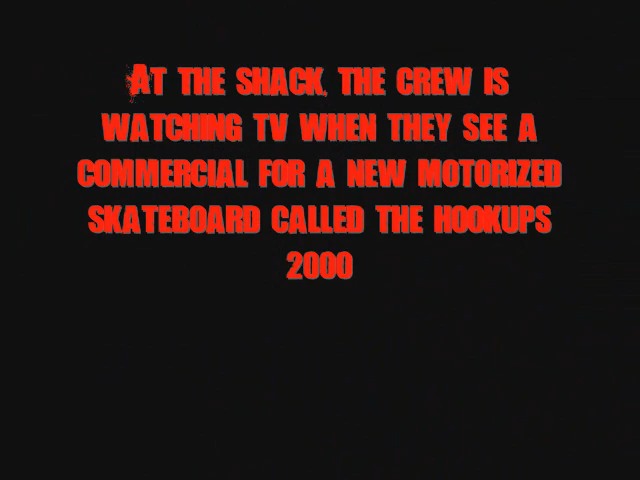 AT THE SHACK, THE CREW IS
WATCHING TV WHEN THEY SEE A
COMMERCIAL FOR A NEW MOTORIZED
SKATEBOARD CALLED THE HOOKUPS
2000